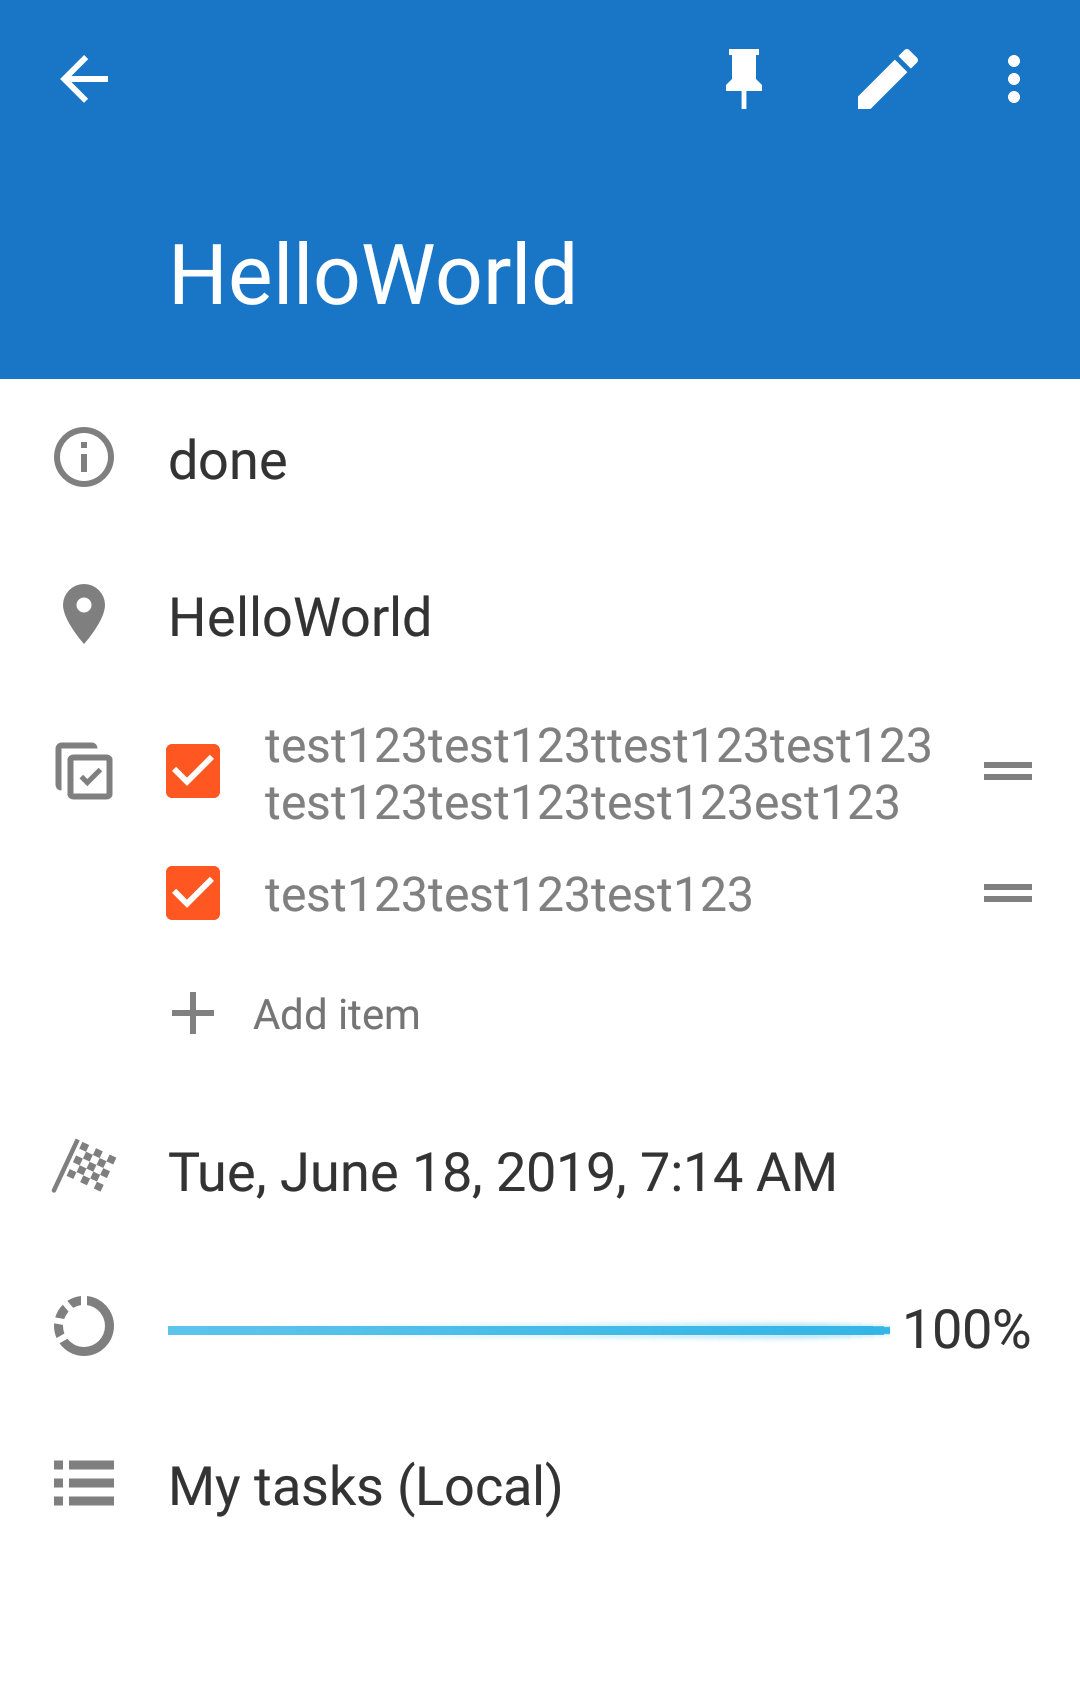 HelloWorld
done
HelloWorld
test123test123ttest123test123
test123test123test123est123
test123test123test123
Add item
Tue, June 18, 2019, 7:14 AM
100%
My tasks (Local)